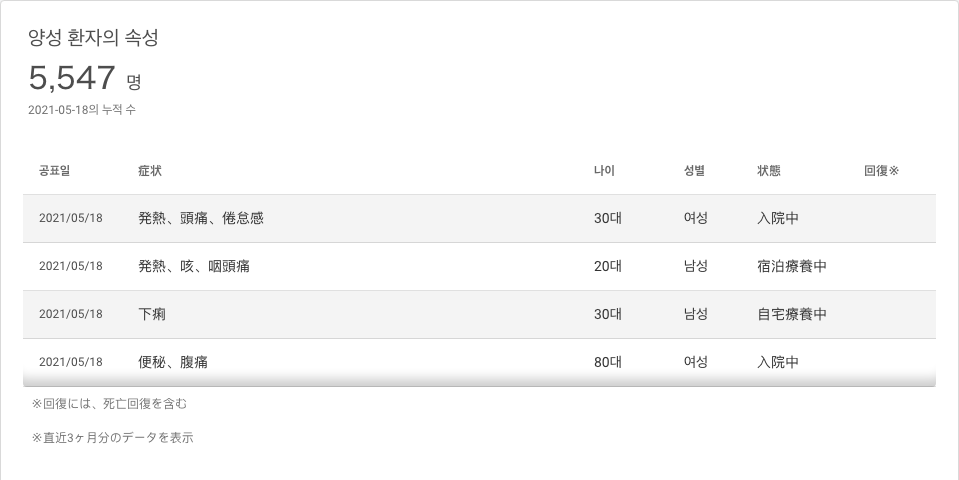 양성 환자의 속성
5,547 명
2021-05-18의 누적 수
공표일 症状 나이 성별 状態 回復※
2021/05/18 発熱、頭痛、倦怠感 30대 여성 入院中
2021/05/18 発熱、咳、咽頭痛 20대 남성 宿泊療養中
2021/05/18 下痢 30대 남성 自宅療養中
2021/05/18 便秘、腹痛 80대 여성 入院中
※回復には、死亡回復を含む
※直近3ヶ月分のデータを表示